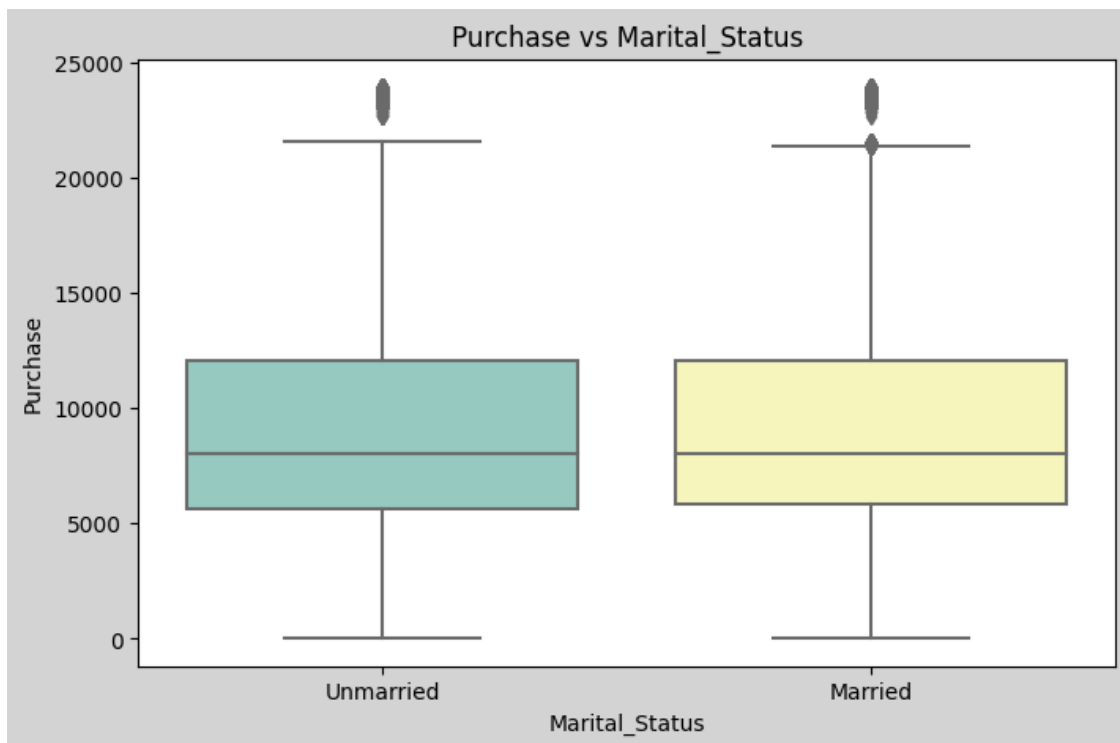 Purchase vs Marital_Status
25000
20000
15000
10000
5000
0
Purchase
Unmarried Married
Marital_Status